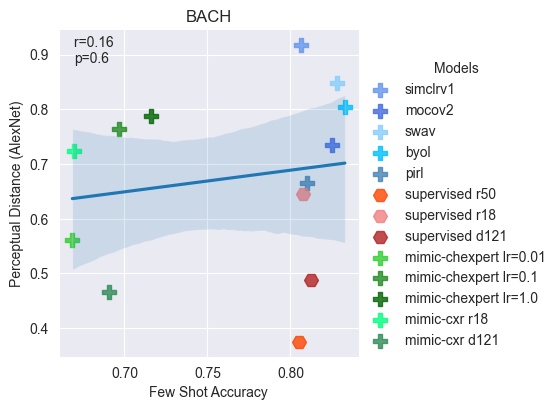 BACH
r=0.16
p=0.6
0.9
0.8
0.7
0.6
0.5
0.4
Perceptual Distance (AlexNet)
0.70
0.75
0.80
Few Shot Accuracy
Models
simclrv1
mocov2
swav
byol
pirl
supervised r50
supervised r18
supervised d121
mimic-chexpert lr=0.01
mimic-chexpert lr=0.1
mimic-chexpert lr=1.0
mimic-cxr r18
mimic-cxr d121